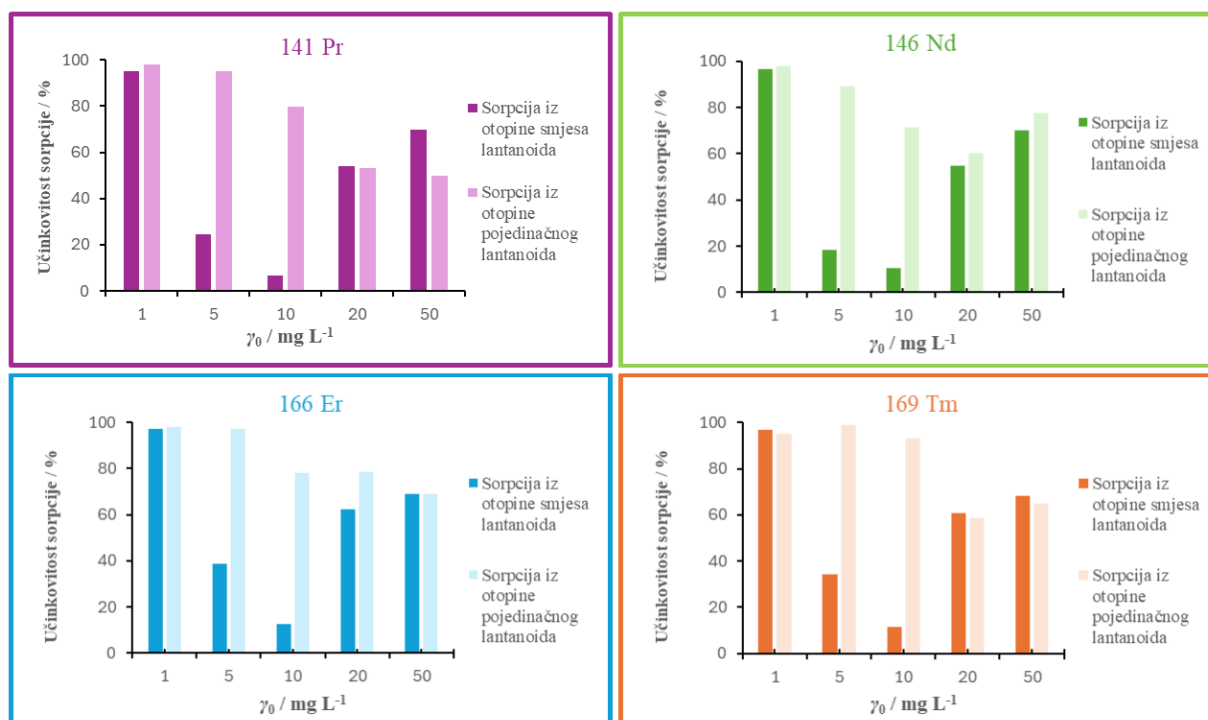 141 Pr
Učinkovitost sorpcije / %
100
80
60
40
20
0
1 5 10 20 50
γ₀ / mg L⁻¹
Sorpcija iz
otopine smjesa
lantanoida
Sorpcija iz
otopine
pojedinačnog
lantanoida
146 Nd
Učinkovitost sorpcije / %
100
80
60
40
20
0
1 5 10 20 50
γ₀ / mg L⁻¹
Sorpcija iz
otopine smjesa
lantanoida
Sorpcija iz
otopine
pojedinačnog
lantanoida
166 Er
Učinkovitost sorpcije / %
100
80
60
40
20
0
1 5 10 20 50
γ₀ / mg L⁻¹
Sorpcija iz
otopine smjesa
lantanoida
Sorpcija iz
otopine
pojedinačnog
lantanoida
169 Tm
Učinkovitost sorpcije / %
100
80
60
40
20
0
1 5 10 20 50
γ₀ / mg L⁻¹
Sorpcija iz
otopine smjesa
lantanoida
Sorpcija iz
otopine
pojedinačnog
lantanoida